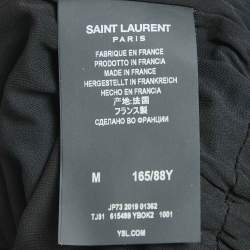 SAINT LAURENT
PARIS
FABRIQUE EN FRANCE
PRODOTTO IN FRANCIA
MADE IN FRANCE
HERGESTELLT IN FRANKREICH
HECHO EN FRANCIA
产地:法国
フランス製
СДЕЛАНО ВО ФРАНЦИИ
M 165/88Y
JP73 2019 01362
TJ81 615489 YBOK2 1001
YSL.COM